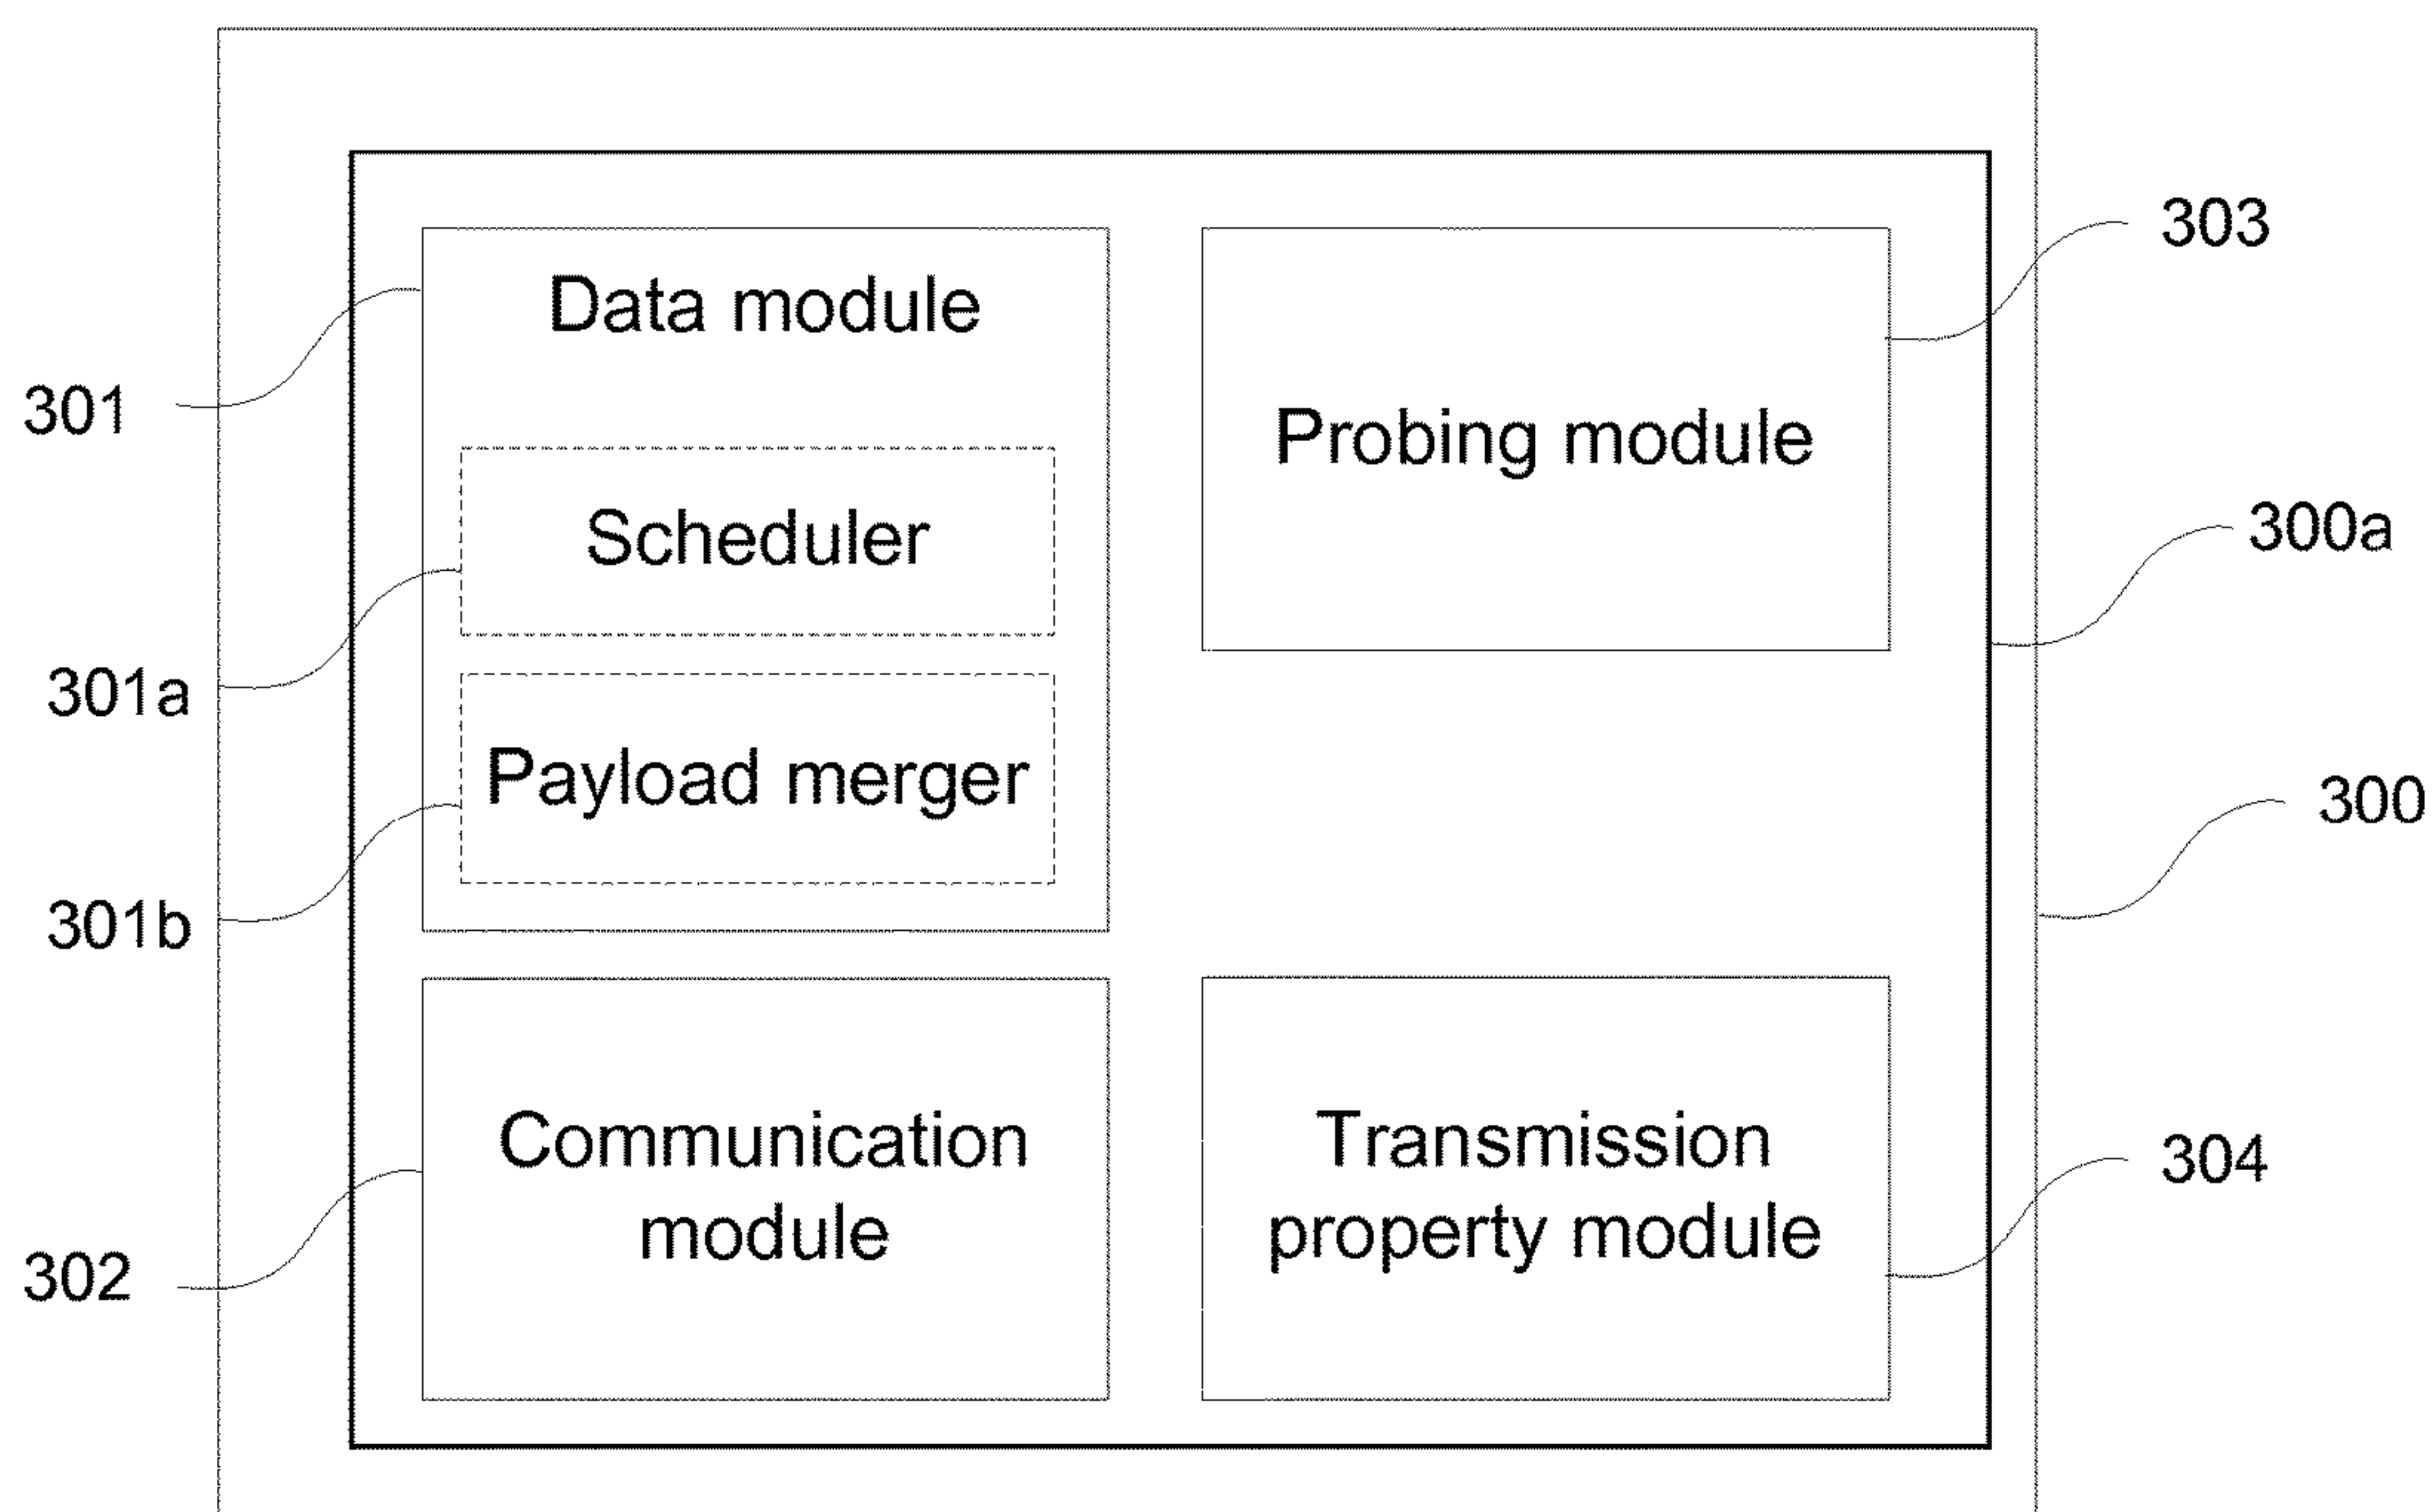 303
Data module
301
Probing module
300a
Scheduler
301a
Payload merger
300
301b
Communication
module
Transmission
property module
304
302